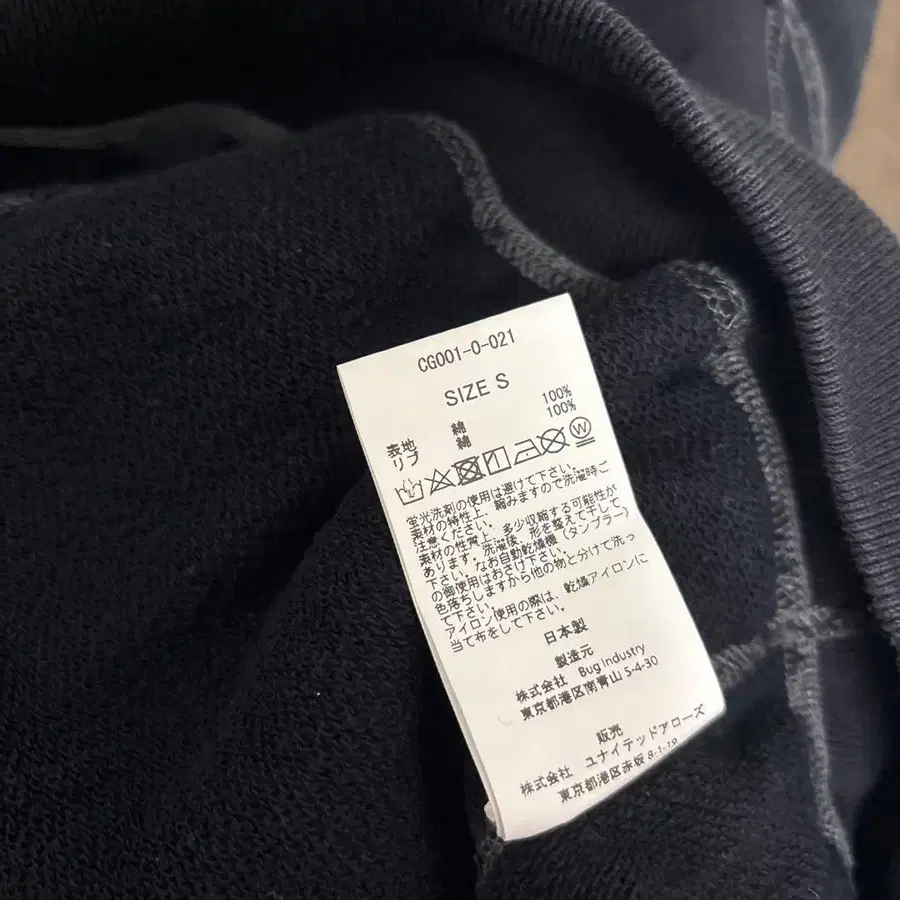 CG001-0-021
SIZE S
表地 綿 100%
リブ 綿 100%
蛍光洗剤の使用は避けて下さい。
素材の特性上、縮みますので洗濯時ご
注意ください。
素材の性質上、多少収縮する可能性が
あります。洗濯後、形を整えて干して
下さい。なお自動乾燥機（タンブラー）
の御使用はおさけ下さい。
色落ちしますから他の物と分けて洗っ
て下さい。
アイロン使用の際は、乾燥アイロンに
当て布をして下さい。
日本製
製造元
株式会社 Bug Industry
東京都港区南青山 5-4-30
販売
株式会社 ユナイテッドアローズ
東京都港区赤坂 8-1-19